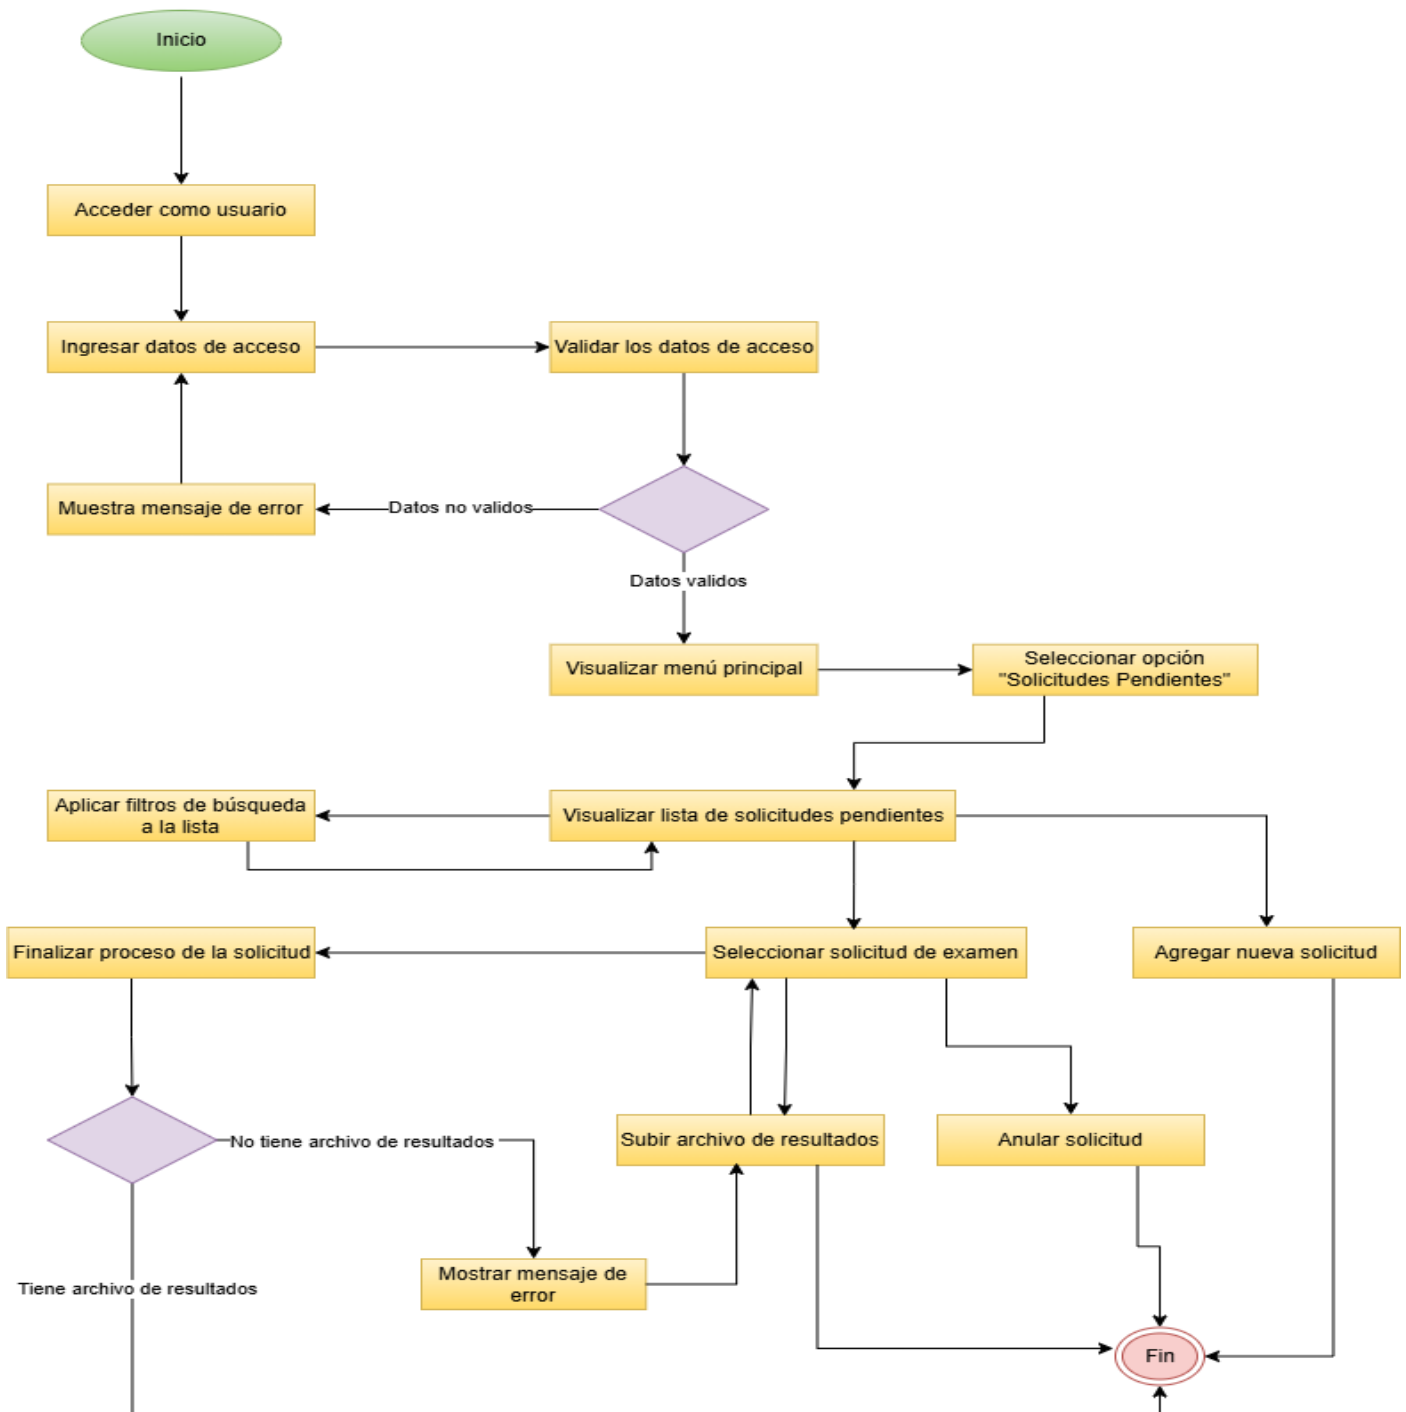 Inicio
Acceder como usuario
Ingresar datos de acceso
Validar los datos de acceso
Muestra mensaje de error
Datos no validos
Datos validos
Visualizar menú principal
Seleccionar opción
"Solicitudes Pendientes"
Aplicar filtros de búsqueda
a la lista
Visualizar lista de solicitudes pendientes
Finalizar proceso de la solicitud
Seleccionar solicitud de examen
Agregar nueva solicitud
No tiene archivo de resultados
Subir archivo de resultados
Anular solicitud
Tiene archivo de resultados
Mostrar mensaje de
error
Fin